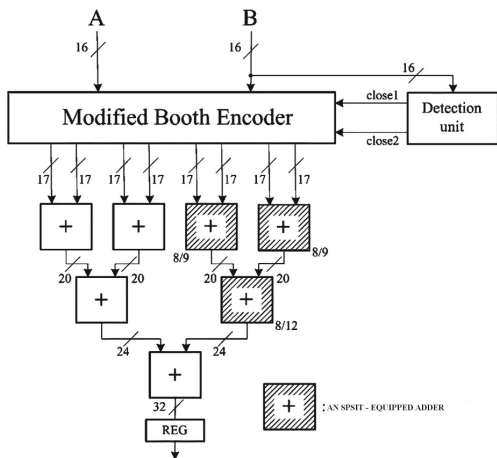 A B
16 16 16
close1
Modified Booth Encoder
Detection
unit
close2
17 17 17 17 17 17 17 17
+ + + +
8/9 8/9
20 20 20 20
+ +
8/12
24 24
+
32
+ : AN SPSIT - EQUIPPED ADDER
REG